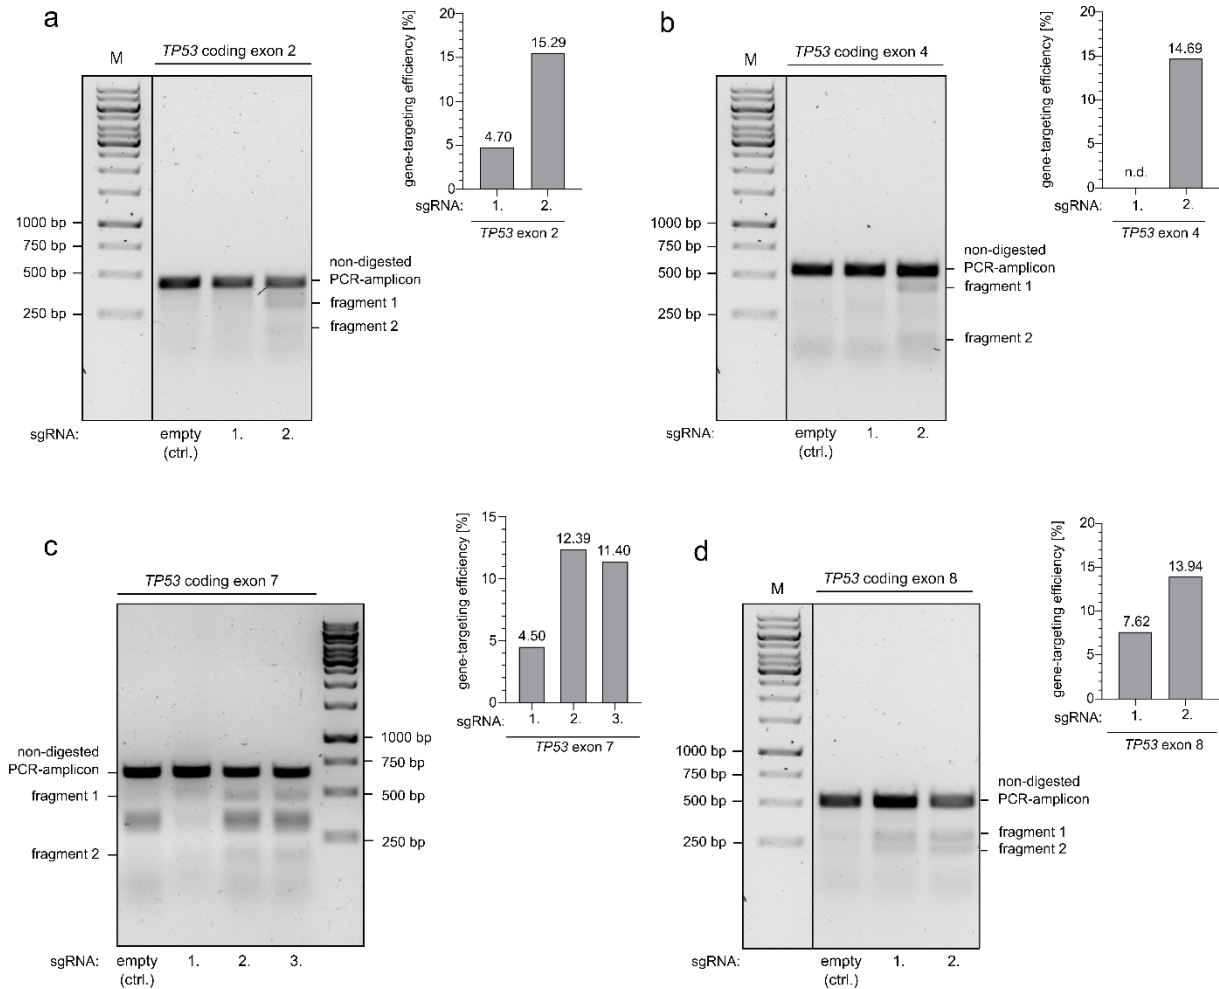 a
TP53 coding exon 2
M
1000 bp
750 bp
500 bp
250 bp
non-digested
PCR-amplicon
fragment 1
fragment 2
sgRNA:
empty
(ctrl.)
1.
2.
gene-targeting efficiency [%]
20
15
10
5
0
4.70
15.29
sgRNA:
1.
2.
TP53 exon 2
b
TP53 coding exon 4
M
1000 bp
750 bp
500 bp
250 bp
non-digested
PCR-amplicon
fragment 1
fragment 2
sgRNA:
empty
(ctrl.)
1.
2.
gene-targeting efficiency [%]
20
15
10
5
0
n.d.
14.69
sgRNA:
1.
2.
TP53 exon 4
c
TP53 coding exon 7
non-digested
PCR-amplicon
fragment 1
fragment 2
1000 bp
750 bp
500 bp
250 bp
sgRNA:
empty
(ctrl.)
1.
2.
3.
gene-targeting efficiency [%]
15
10
5
0
4.50
12.39
11.40
sgRNA:
1.
2.
3.
TP53 exon 7
d
TP53 coding exon 8
M
1000 bp
750 bp
500 bp
250 bp
non-digested
PCR-amplicon
fragment 1
fragment 2
sgRNA:
empty
(ctrl.)
1.
2.
gene-targeting efficiency [%]
20
15
10
5
0
7.62
13.94
sgRNA:
1.
2.
TP53 exon 8